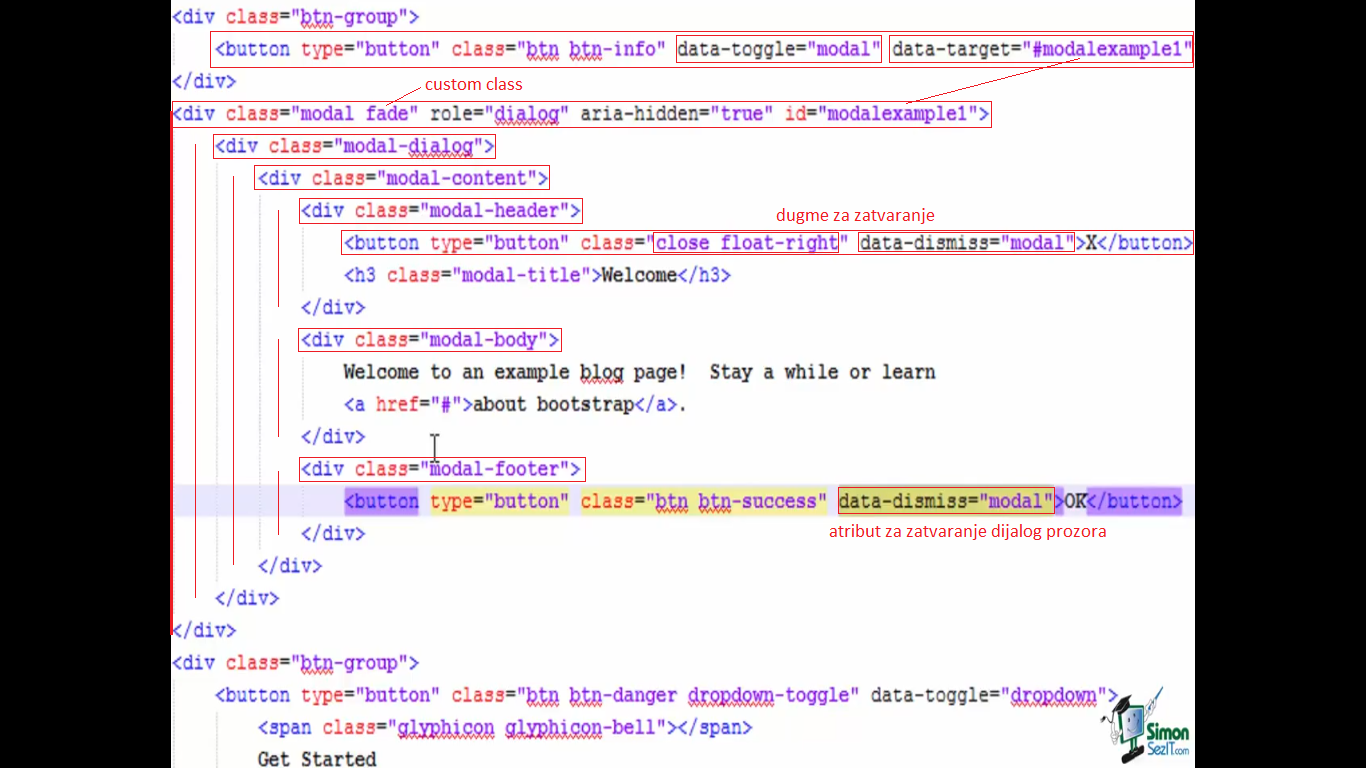 <div class="btn-group">
<button type="button" class="btn btn-info" data-toggle="modal" data-target="#modalexample1"
</div>
custom class
<div class="modal fade" role="dialog" aria-hidden="true" id="modalexample1">
<div class="modal-dialog">
<div class="modal-content">
<div class="modal-header">
dugme za zatvaranje
<button type="button" class="close float-right" data-dismiss="modal">X</button>
<h3 class="modal-title">Welcome</h3>
</div>
<div class="modal-body">
Welcome to an example blog page!  Stay a while or learn
<a href="#">about bootstrap</a>.
</div>
<div class="modal-footer">
<button type="button" class="btn btn-success" data-dismiss="modal">OK</button>
atribut za zatvaranje dijalog prozora
</div>
</div>
</div>
</div>
<div class="btn-group">
<button type="button" class="btn btn-danger dropdown-toggle" data-toggle="dropdown">
<span class="glyphicon glyphicon-bell"></span>
Get Started
Simon
SezIT.com